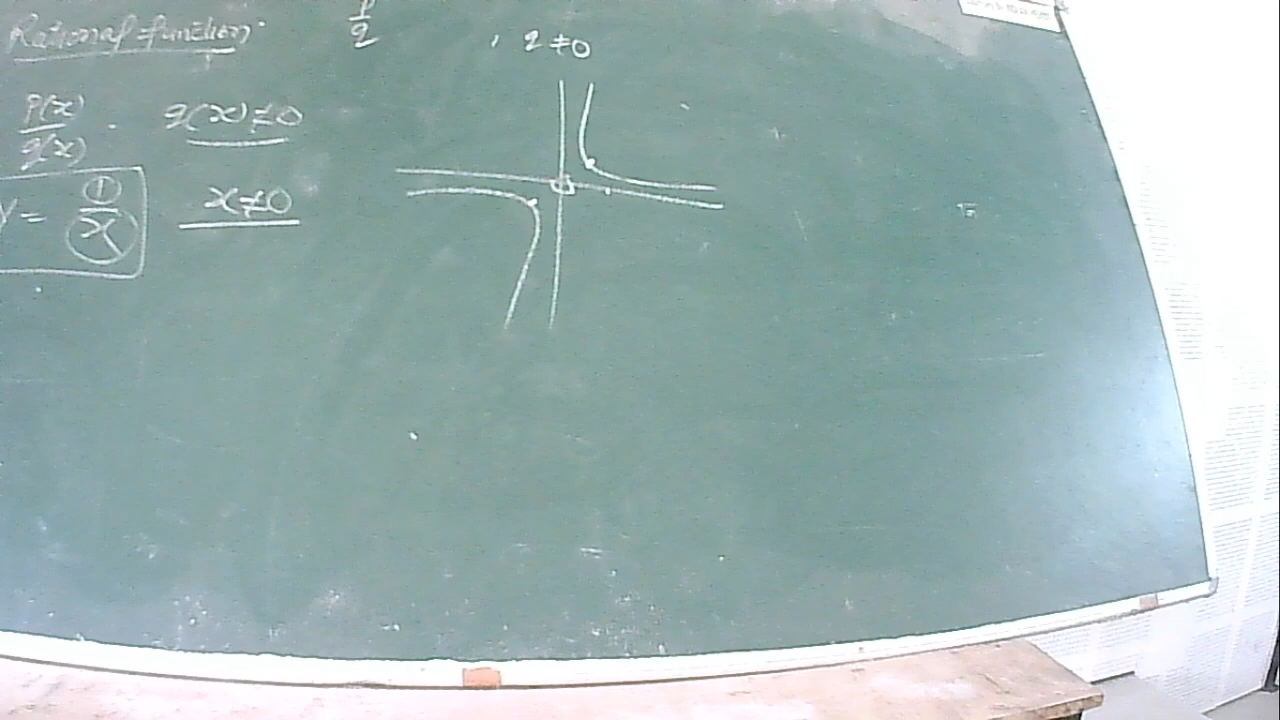 Rational function.
p/q , q ≠ 0
p(x)/q(x) . q(x) ≠ 0
y = 1/x x ≠ 0